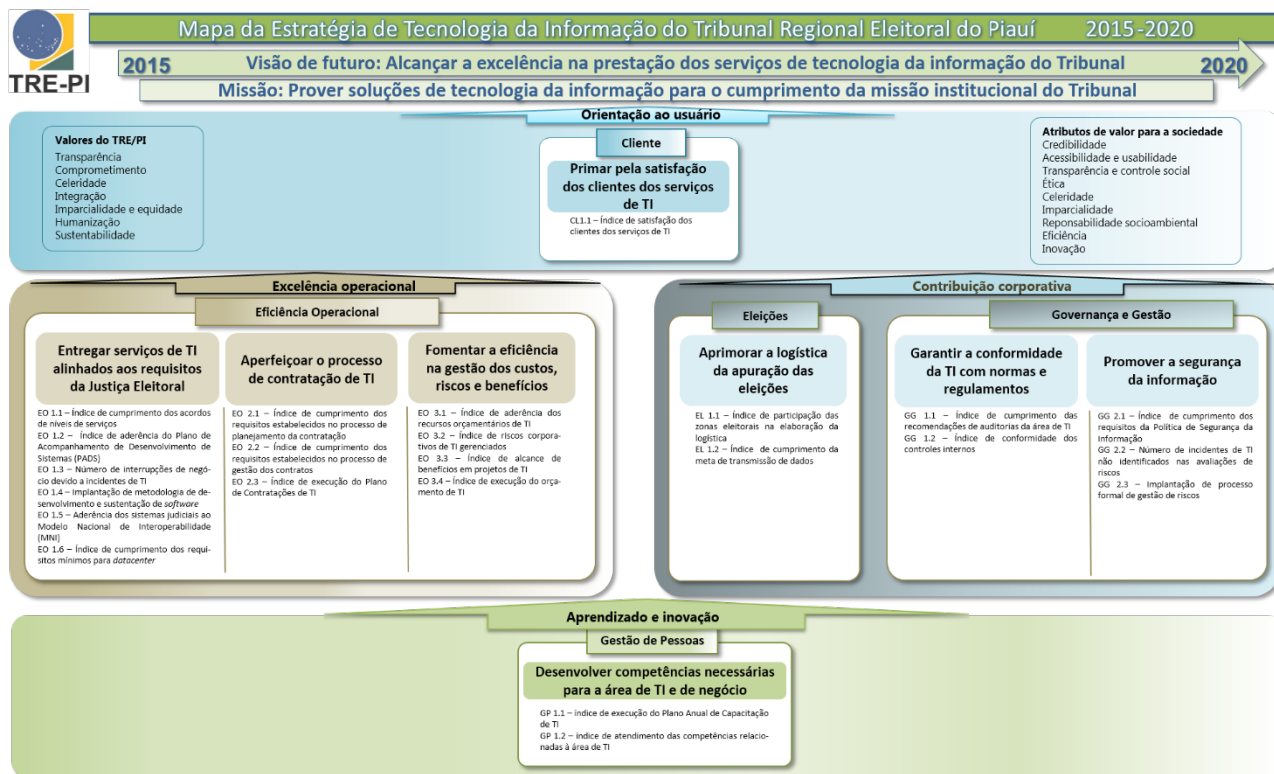 Mapa da Estratégia de Tecnologia da Informação do Tribunal Regional Eleitoral do Piauí 2015-2020
TRE-PI
2015 Visão de futuro: Alcançar a excelência na prestação dos serviços de tecnologia da informação do Tribunal 2020
Missão: Prover soluções de tecnologia da informação para o cumprimento da missão institucional do Tribunal
Orientação ao usuário
Valores do TRE/PI
Transparência
Comprometimento
Celeridade
Integração
Imparcialidade e equidade
Humanização
Sustentabilidade
Cliente
Primar pela satisfação
dos clientes dos serviços
de TI
CL1.1 – Índice de satisfação dos
clientes dos serviços de TI
Atributos de valor para a sociedade
Credibilidade
Acessibilidade e usabilidade
Transparência e controle social
Ética
Celeridade
Imparcialidade
Reponsabilidade socioambiental
Eficiência
Inovação
Excelência operacional
Eficiência Operacional
Entregar serviços de TI
alinhados aos requisitos
da Justiça Eleitoral
EO 1.1 – Índice de cumprimento dos acordos
de níveis de serviços
EO 1.2 – Índice de aderência do Plano de
Acompanhamento de Desenvolvimento de
Sistemas (PADS)
EO 1.3 – Número de interrupções de negó-
cio devido a incidentes de TI
EO 1.4 – Implantação de metodologia de de-
senvolvimento e sustentação de software
EO 1.5 – Aderência dos sistemas judiciais ao
Modelo Nacional de Interoperabilidade
(MNI)
EO 1.6 – Índice de cumprimento dos requi-
sitos mínimos para datacenter
Aperfeiçoar o processo
de contratação de TI
EO 2.1 – Índice de cumprimento dos
requisitos estabelecidos no processo de
planejamento da contratação
EO 2.2 – Índice de cumprimento dos
requisitos estabelecidos no processo de
gestão dos contratos
EO 2.3 – Índice de execução do Plano
de Contratações de TI
Fomentar a eficiência
na gestão dos custos,
riscos e benefícios
EO 3.1 – Índice de aderência dos
recursos orçamentários de TI
EO 3.2 – Índice de riscos corpora-
tivos de TI gerenciados
EO 3.3 – Índice de alcance de
benefícios em projetos de TI
EO 3.4 – Índice de execução do orça-
mento de TI
Contribuição corporativa
Eleições
Aprimorar a logística
da apuração das
eleições
EL 1.1 – Índice de participação das
zonas eleitorais na elaboração da
logística
EL 1.2 – Índice de cumprimento da
meta de transmissão de dados
Governança e Gestão
Garantir a conformidade
da TI com normas e
regulamentos
GG 1.1 – Índice de cumprimento das
recomendações de auditorias da área de TI
GG 1.2 – Índice de conformidade dos
controles internos
Promover a segurança
da informação
GG 2.1 – Índice de cumprimento dos
requisitos da Política de Segurança da
Informação
GG 2.2 – Número de incidentes de TI
não identificados nas avaliações de
riscos
GG 2.3 – Implantação de processo
formal de gestão de riscos
Aprendizado e inovação
Gestão de Pessoas
Desenvolver competências necessárias
para a área de TI e de negócio
GP 1.1 – índice de execução do Plano Anual de Capacitação
de TI
GP 1.2 – índice de atendimento das competências relacio-
nadas à área de TI